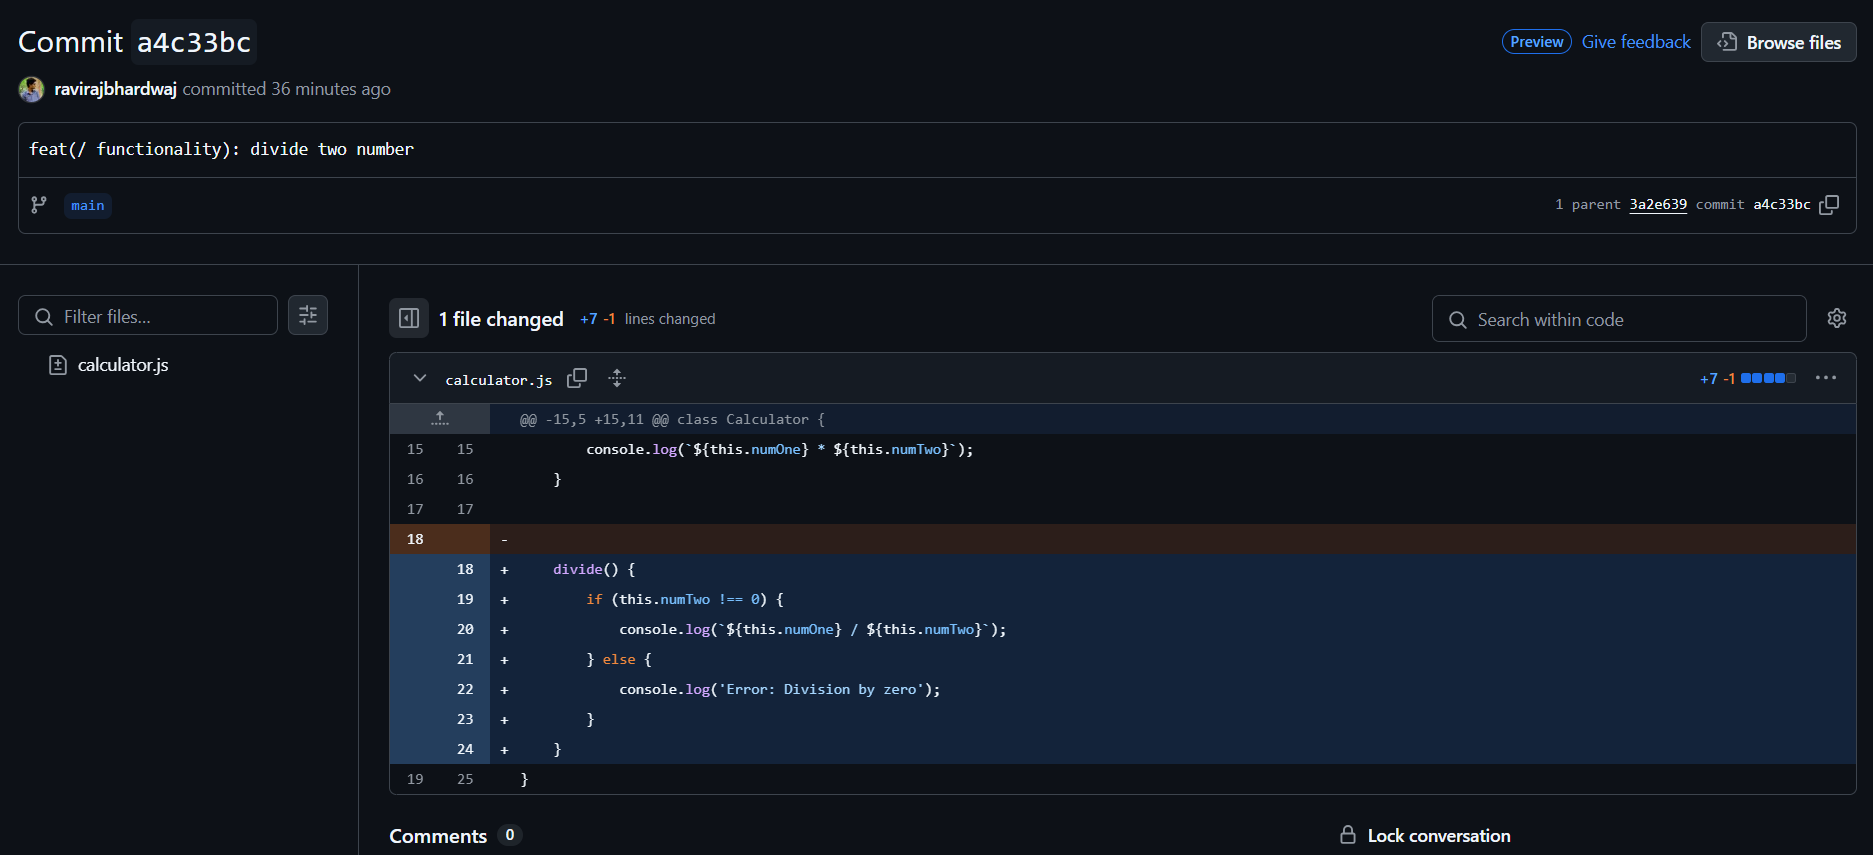 Commit a4c33bc
Preview Give feedback Browse files
ravirajbhardwaj committed 36 minutes ago
feat(/ functionality): divide two number
main
1 parent 3a2e639 commit a4c33bc
Filter files...
calculator.js
1 file changed +7 -1 lines changed
Search within code
calculator.js
+7 -1
@@ -15,5 +15,11 @@ class Calculator {
15 15 console.log(`${this.numOne} * ${this.numTwo}`);
16 16 }
17 17
18 -
18 + divide() {
19 + if (this.numTwo !== 0) {
20 + console.log(`${this.numOne} / ${this.numTwo}`);
21 + } else {
22 + console.log('Error: Division by zero');
23 + }
24 + }
19 25 }
Comments 0
Lock conversation